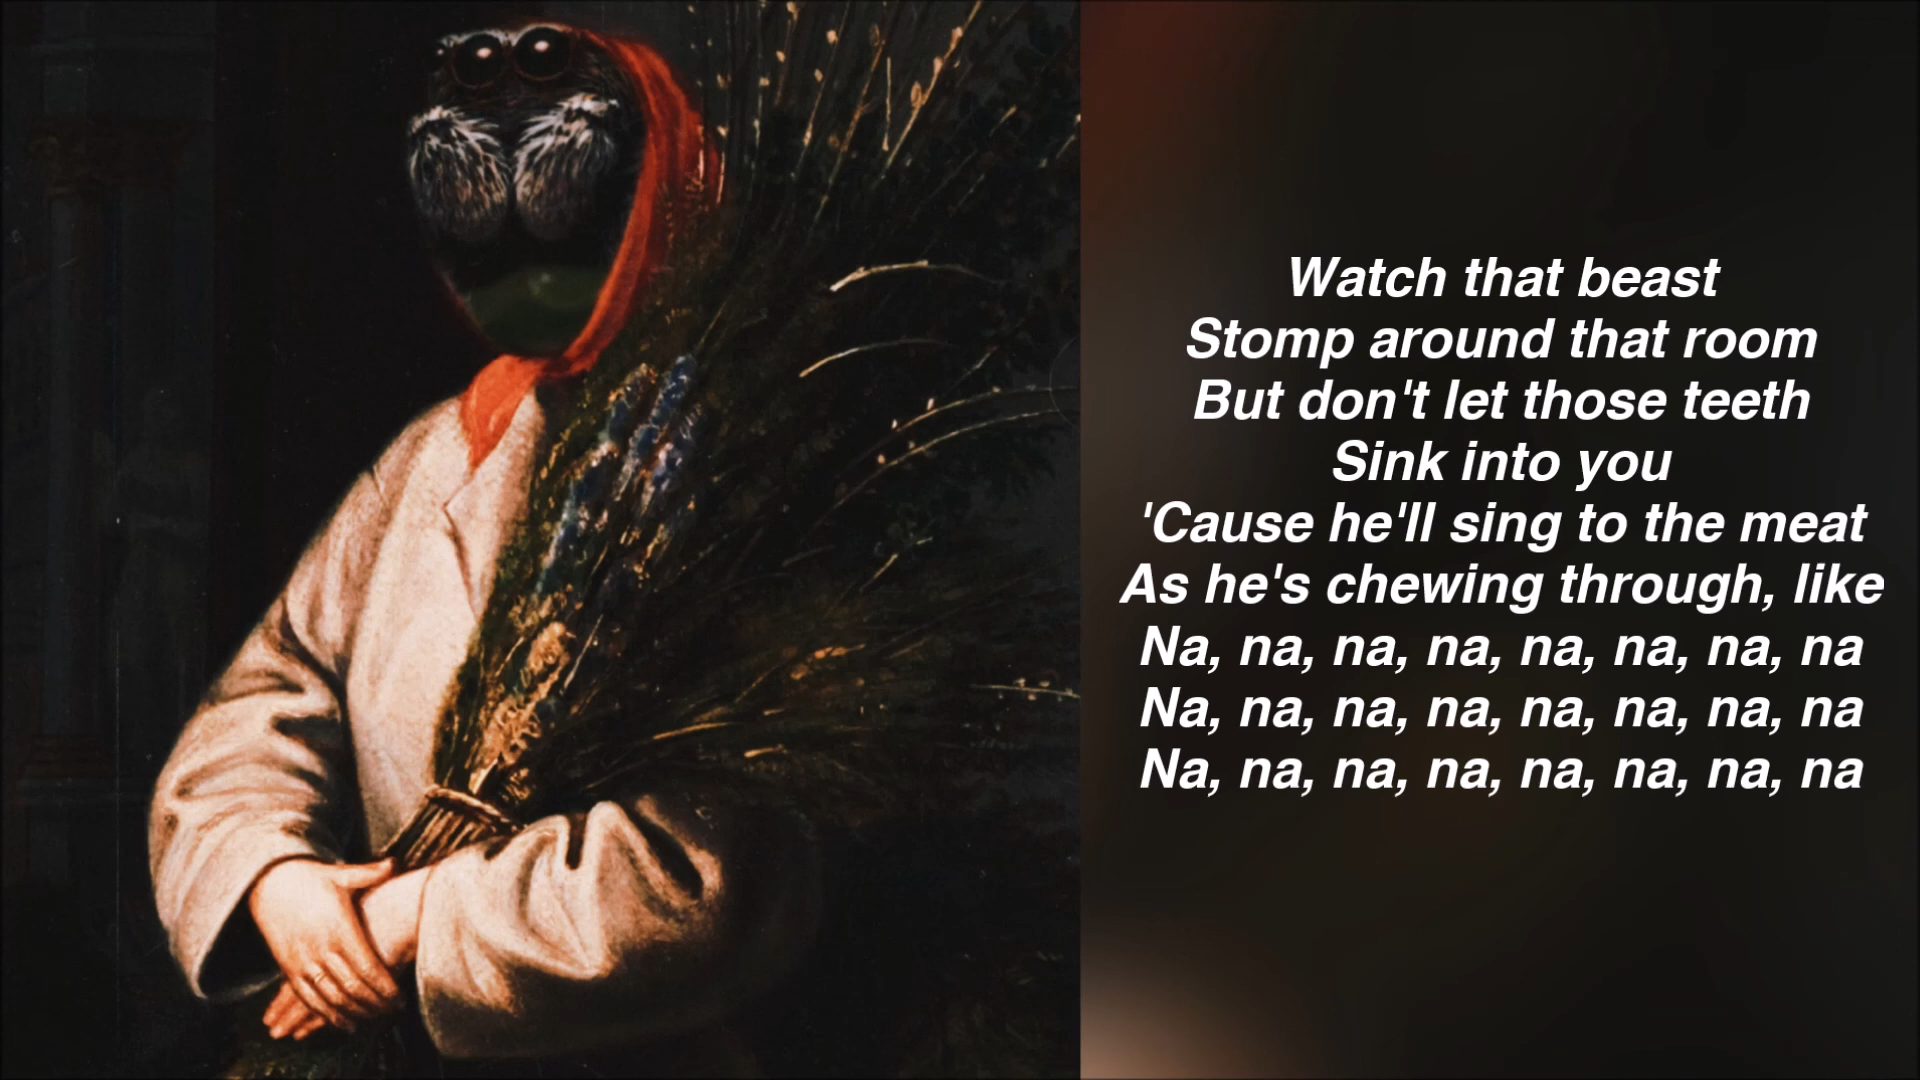 Watch that beast
Stomp around that room
But don't let those teeth
Sink into you
'Cause he'll sing to the meat
As he's chewing through, like
Na, na, na, na, na, na, na, na
Na, na, na, na, na, na, na, na
Na, na, na, na, na, na, na, na